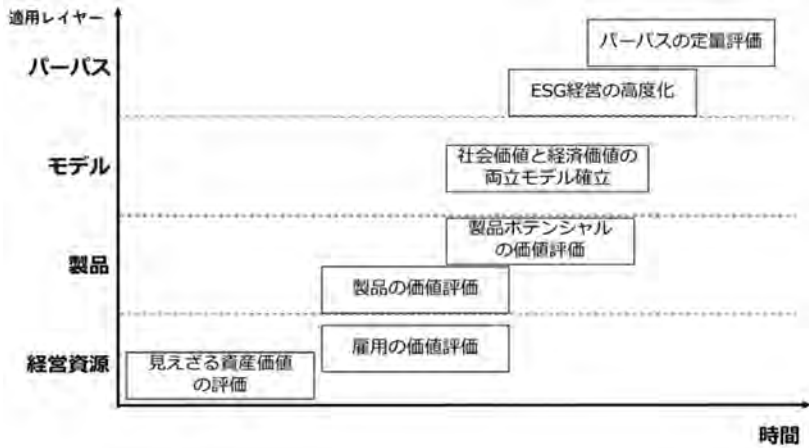 適用レイヤー
パーパスの定量評価
パーパス
ESG経営の高度化
社会価値と経済価値の
両立モデル確立
モデル
製品ポテンシャル
の価値評価
製品
製品の価値評価
雇用の価値評価
経営資源
見えざる資産価値
の評価
時間